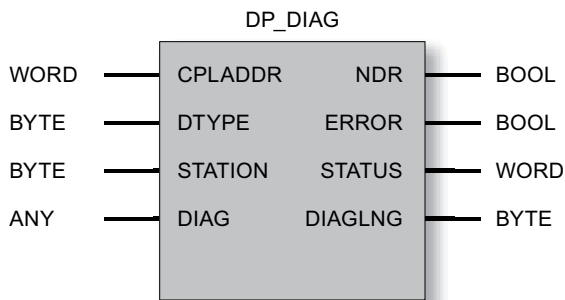 DP_DIAG
WORD CPLADDR NDR BOOL
BYTE DTYPE ERROR BOOL
BYTE STATION STATUS WORD
ANY DIAG DIAGLNG BYTE